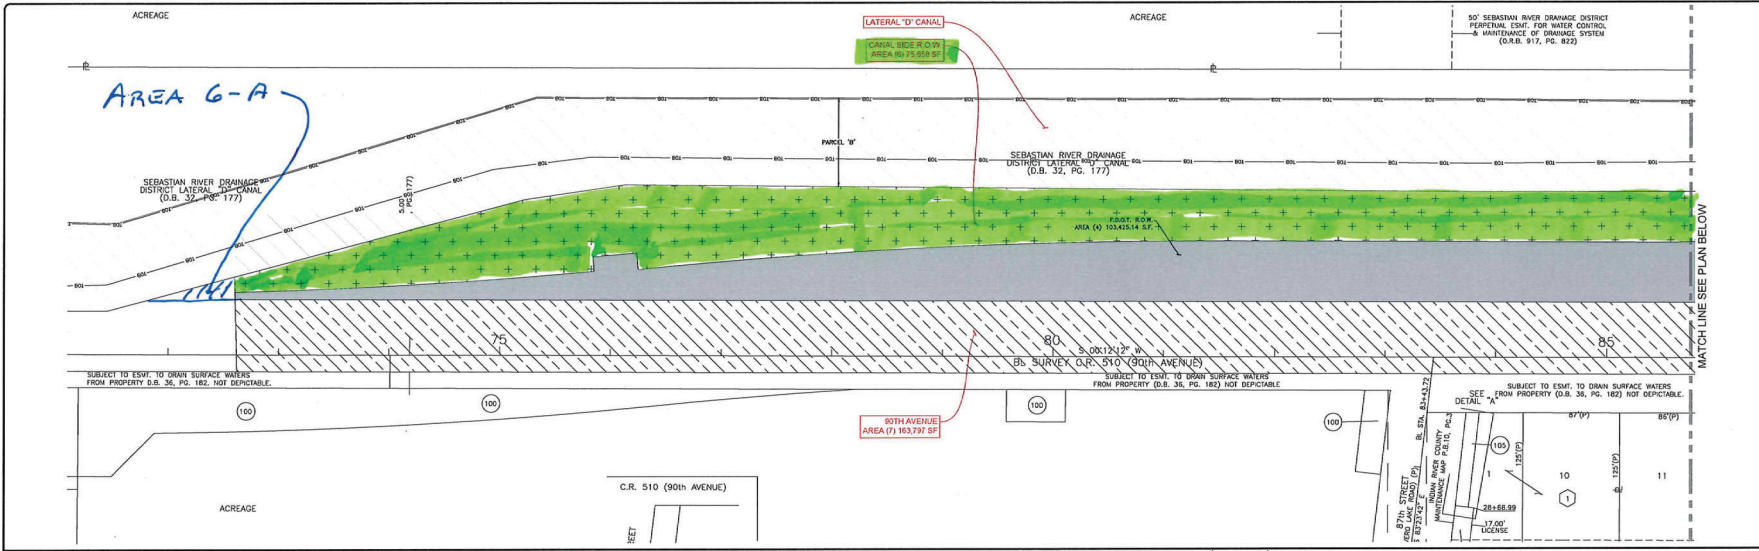 ACREAGE
LATERAL "D" CANAL
ACREAGE
50' SEBASTIAN RIVER DRAINAGE DISTRICT
PERPETUAL ESMT. FOR WATER CONTROL
& MAINTENANCE OF DRAINAGE SYSTEM
(O.R.B. 917, PG. 822)
CANAL SIDE R.O.W
AREA (6) 75,658 SF
AREA 6-A
PARCEL "B"
SEBASTIAN RIVER DRAINAGE
DISTRICT LATERAL "D" CANAL
(D.B. 32, PG. 177)
SEBASTIAN RIVER DRAINAGE
DISTRICT LATERAL "D" CANAL
(D.B. 32, PG. 177)
F.D.O.T. R.O.W.
AREA (4) 103,425.14 S.F.
MATCH LINE SEE PLAN BELOW
75
80
85
S 00°12'12" W
BL SURVEY C.R. 510 (90th AVENUE)
SUBJECT TO ESMT. TO DRAIN SURFACE WATERS
FROM PROPERTY D.B. 36, PG. 182, NOT DEPICTABLE.
SUBJECT TO ESMT. TO DRAIN SURFACE WATERS
FROM PROPERTY (D.B. 36, PG. 182) NOT DEPICTABLE
SUBJECT TO ESMT. TO DRAIN SURFACE WATERS
FROM PROPERTY (D.B. 36, PG. 182) NOT DEPICTABLE.
SEE
DETAIL "A"
100
100
100
100
90TH AVENUE
AREA (7) 163,797 SF
BL STA. 83+43.72
87th STREET
INDIAN RIVER COUNTY
MAINTENANCE MAP P.B.10, PG.3
105
125'(P)
87'(P)
125'(P)
86'(P)
1
10
11
1
28+68.99
17.00'
LICENSE
C.R. 510 (90th AVENUE)
ACREAGE